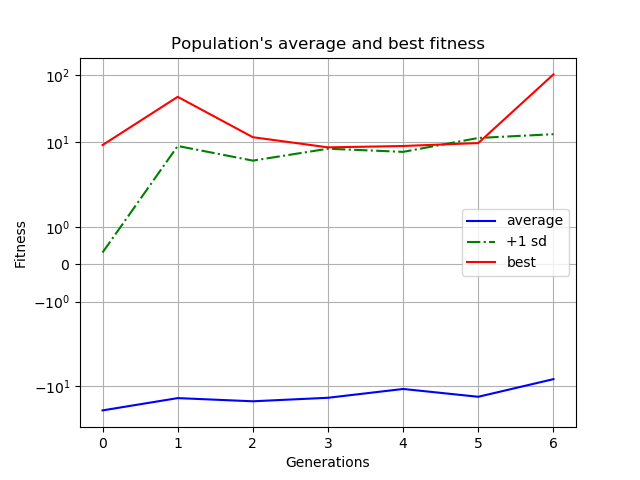 Population's average and best fitness
Fitness
10²
10¹
10⁰
0
−10⁰
−10¹
average
+1 sd
best
0 1 2 3 4 5 6
Generations